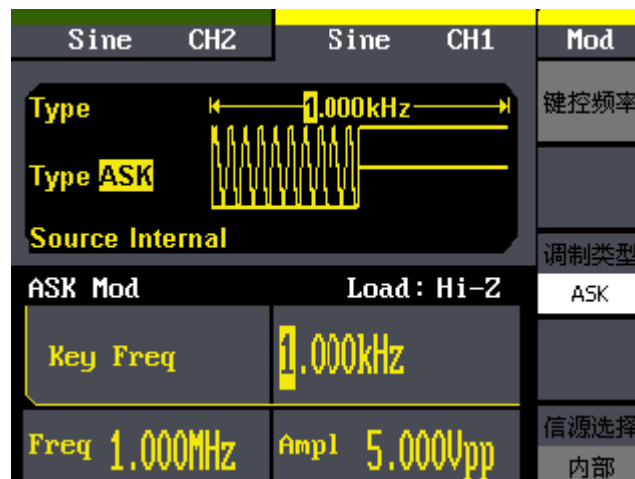 Sine CH2 Sine CH1 Mod
Type 1.000kHz
键控频率
Type ASK
Source Internal
调制类型
ASK Mod Load: Hi-Z
ASK
Key Freq 1.000kHz
信源选择
Freq 1.000MHz Ampl 5.000Vpp
内部